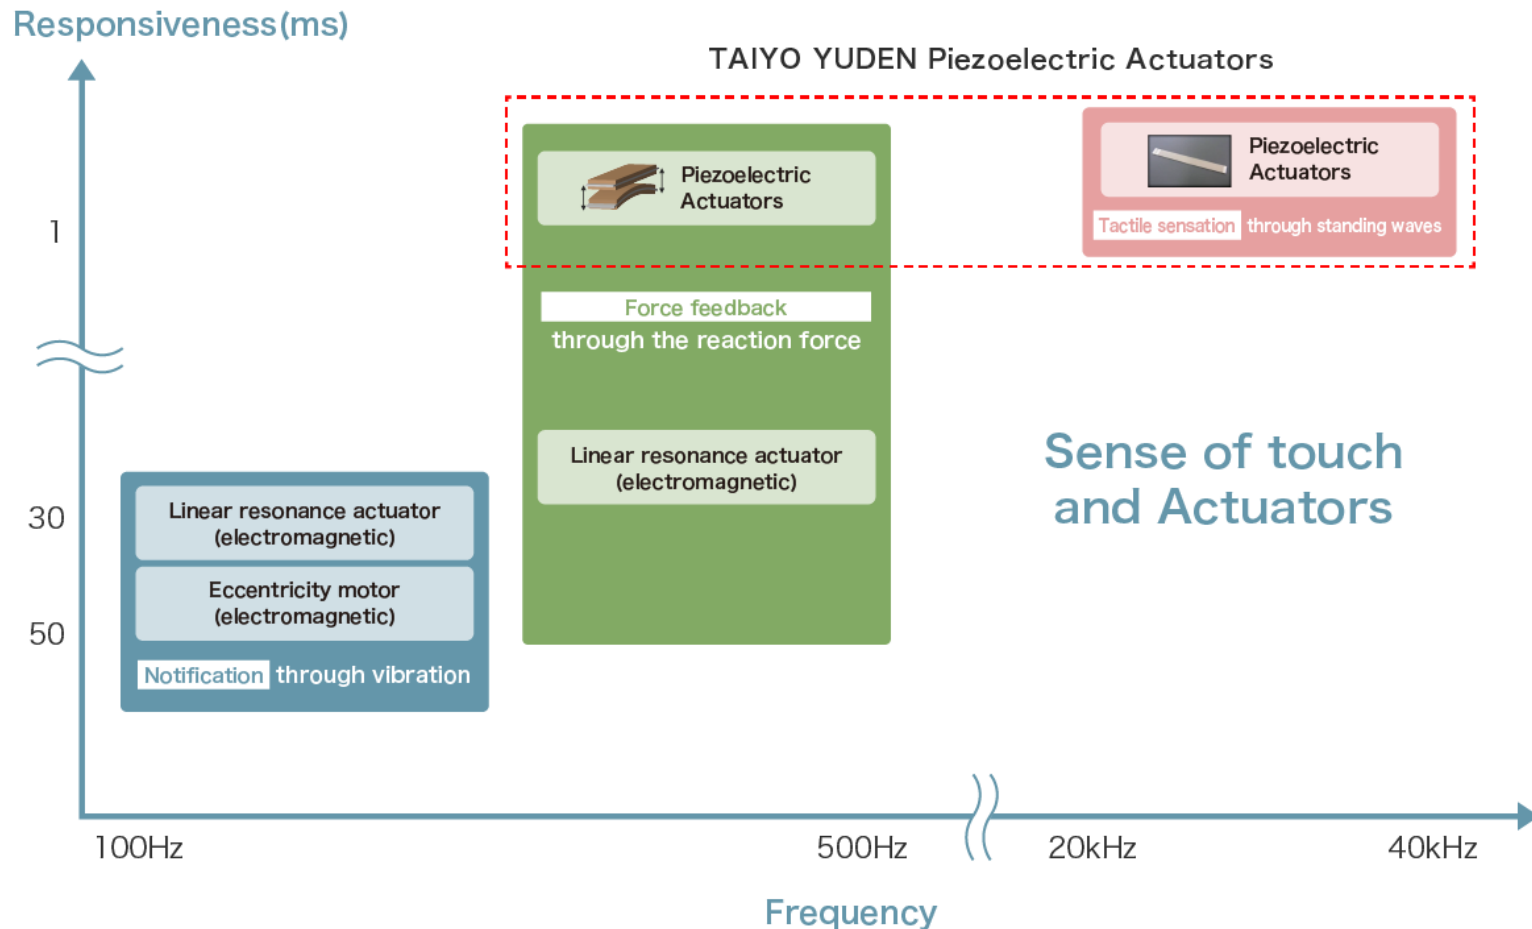 Responsiveness(ms)
TAIYO YUDEN Piezoelectric Actuators
Piezoelectric
Actuators
Piezoelectric
Actuators
Tactile sensation through standing waves
1
Force feedback
through the reaction force
Linear resonance actuator
(electromagnetic)
Sense of touch
and Actuators
30
Linear resonance actuator
(electromagnetic)
Eccentricity motor
(electromagnetic)
50
Notification through vibration
100Hz
500Hz
20kHz
40kHz
Frequency